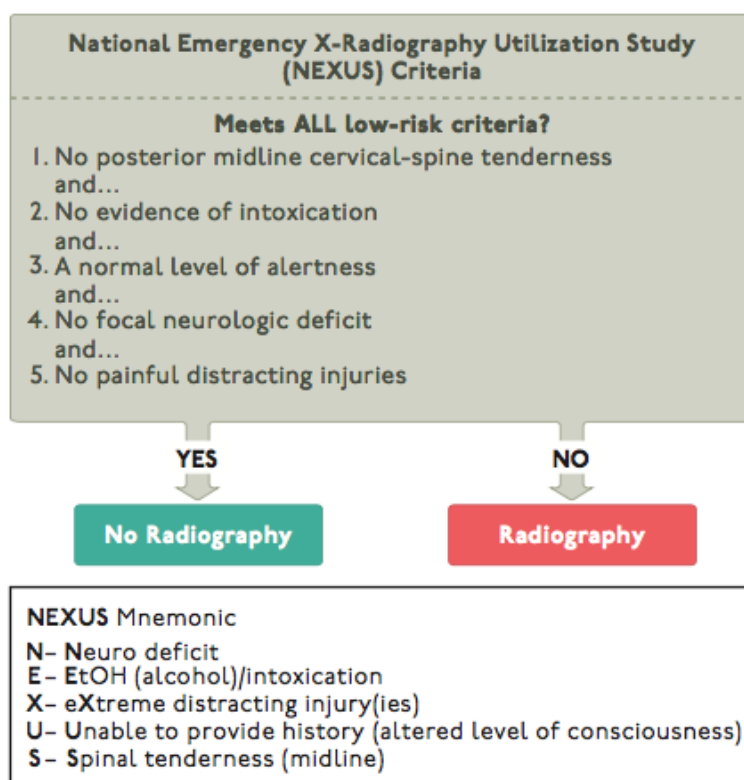 National Emergency X-Radiography Utilization Study
(NEXUS) Criteria
Meets ALL low-risk criteria?
1. No posterior midline cervical-spine tenderness
and...
2. No evidence of intoxication
and...
3. A normal level of alertness
and...
4. No focal neurologic deficit
and...
5. No painful distracting injuries
YES
NO
No Radiography
Radiography
NEXUS Mnemonic
N– Neuro deficit
E– EtOH (alcohol)/intoxication
X– eXtreme distracting injury(ies)
U– Unable to provide history (altered level of consciousness)
S– Spinal tenderness (midline)